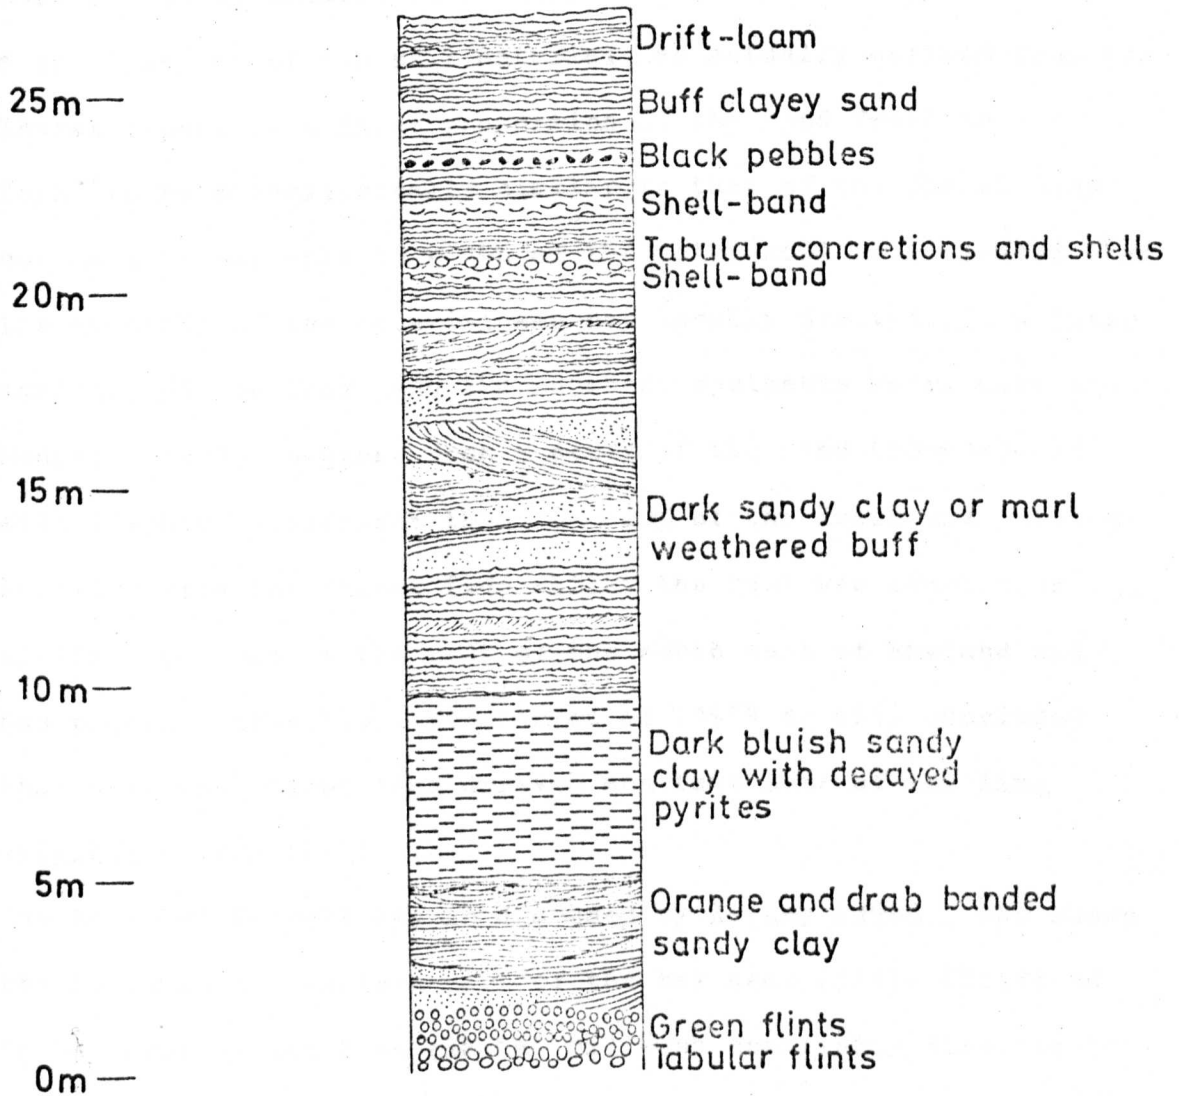 Drift-loam
25m
Buff clayey sand
Black pebbles
Shell-band
Tabular concretions and shells
Shell-band
20m
15m
Dark sandy clay or marl
weathered buff
10m
Dark bluish sandy
clay with decayed
pyrites
5m
Orange and drab banded
sandy clay
Green flints
Tabular flints
0m